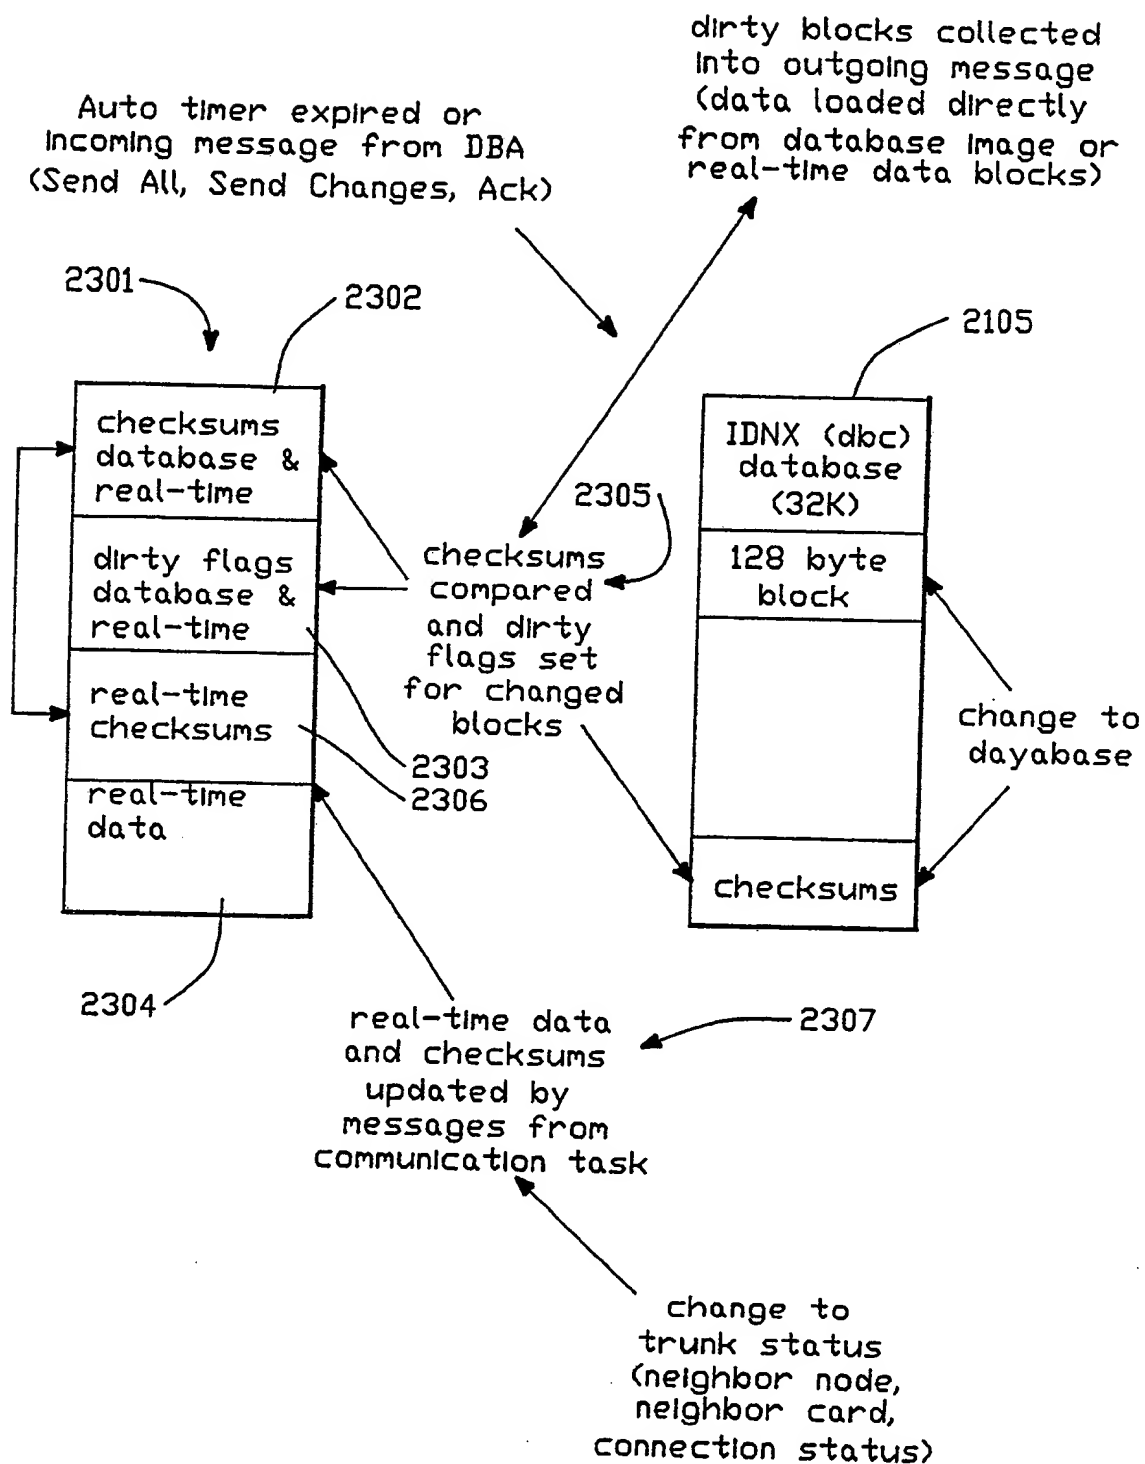 dirty blocks collected
into outgoing message
(data loaded directly
from database image or
real-time data blocks)
Auto timer expired or
incoming message from DBA
(Send All, Send Changes, Ack)
2301
2302
2105
checksums
database &
real-time
dirty flags
database &
real-time
real-time
checksums
real-time
data
2305
checksums
compared
and dirty
flags set
for changed
blocks
2303
2306
IDNX (dbc)
database
(32K)
128 byte
block
checksums
change to
dayabase
2304
real-time data
and checksums
updated by
messages from
communication task
2307
change to
trunk status
(neighbor node,
neighbor card,
connection status)